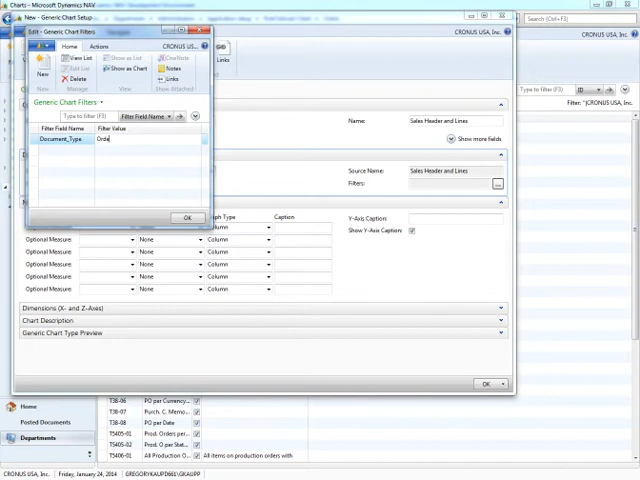 Charts - Microsoft Dynamics NAV
New - Generic Chart Setup
Edit - Generic Chart Filters
CRONUS USA, Inc.
Search (Ctrl+F3)
Home
Actions
CRONUS US...
New
View List
Edit List
Delete
Show as List
Show as Chart
OneNote
Notes
Links
New
Manage
View
Show Attached
Links
Generic Chart Filters
Type to filter (F3)
Filter Field Name
Type to filter (F3)
ID
Filter: "|CRONUS USA, Inc.
Filter Field Name
Filter Value
Document_Type
Orde
OK
Name:
Sales Header and Lines
Show more fields
Source Name:
Sales Header and Lines
Filters:
Graph Type
Caption
Column
Optional Measure:
None
Column
Optional Measure:
None
Column
Optional Measure:
None
Column
Optional Measure:
None
Column
Optional Measure:
None
Column
Y-Axis Caption:
Show Y-Axis Caption:
Dimensions (X- and Z-Axes)
Chart Description
Generic Chart Type Preview
OK
Home
Posted Documents
Departments
T38-06
PO per Currency...
T38-07
Purch. C. Memo...
T38-08
PO per Date
T5405-01
Prod. Orders per...
T5405-02
Prod. O per Stat...
T5406-01
All Production O...
All items on production orders with
CRONUS USA, Inc.
Friday, January 24, 2014
GREGORYKAUPD661\GKAUPP